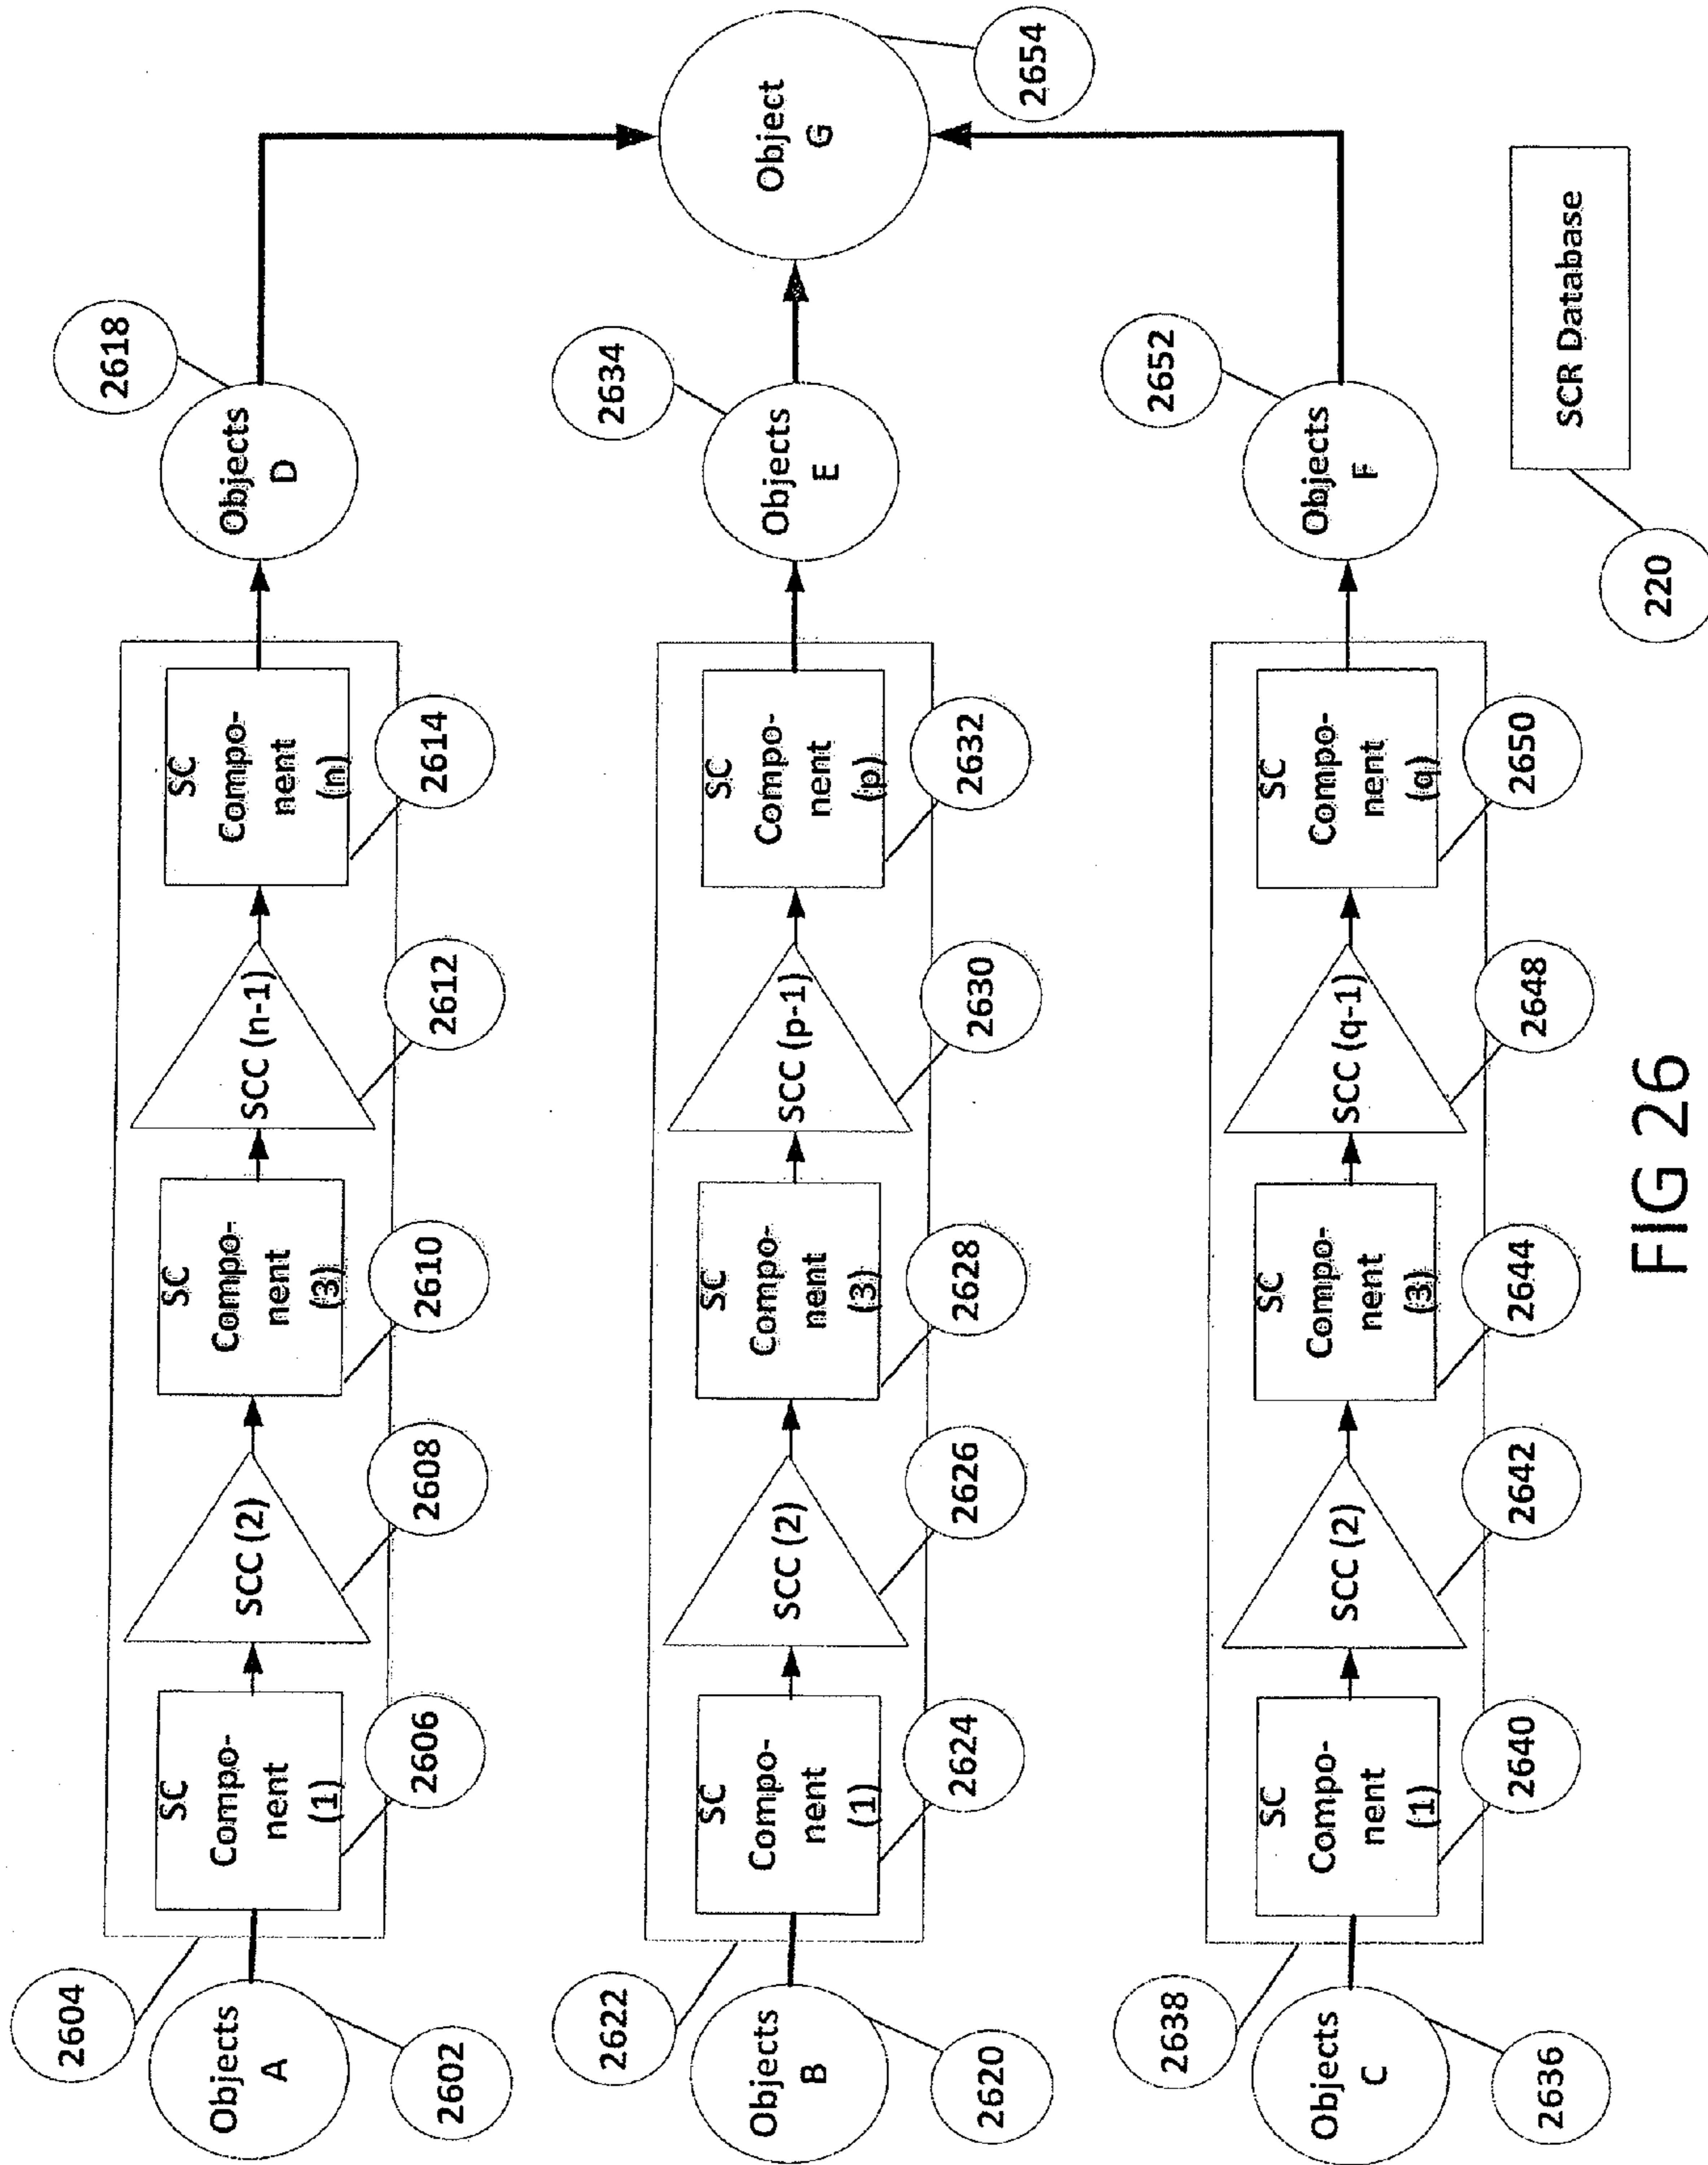 2604
2618
Objects
A
SC
Compo-
nent
(1)
SCC (2)
SC
Compo-
nent
(3)
SCC (n-1)
SC
Compo-
nent
(n)
Objects
D
2602
2606
2608
2610
2612
2614
2622
2634
Objects
B
SC
Compo-
nent
(1)
SCC (2)
SC
Compo-
nent
(3)
SCC (p-1)
SC
Compo-
nent
(p)
Objects
E
Object
G
2620
2624
2626
2628
2630
2632
2654
2638
2652
Objects
C
SC
Compo-
nent
(1)
SCC (2)
SC
Compo-
nent
(3)
SCC (q-1)
SC
Compo-
nent
(q)
Objects
F
2636
2640
2642
2644
2648
2650
SCR Database
220
FIG 26